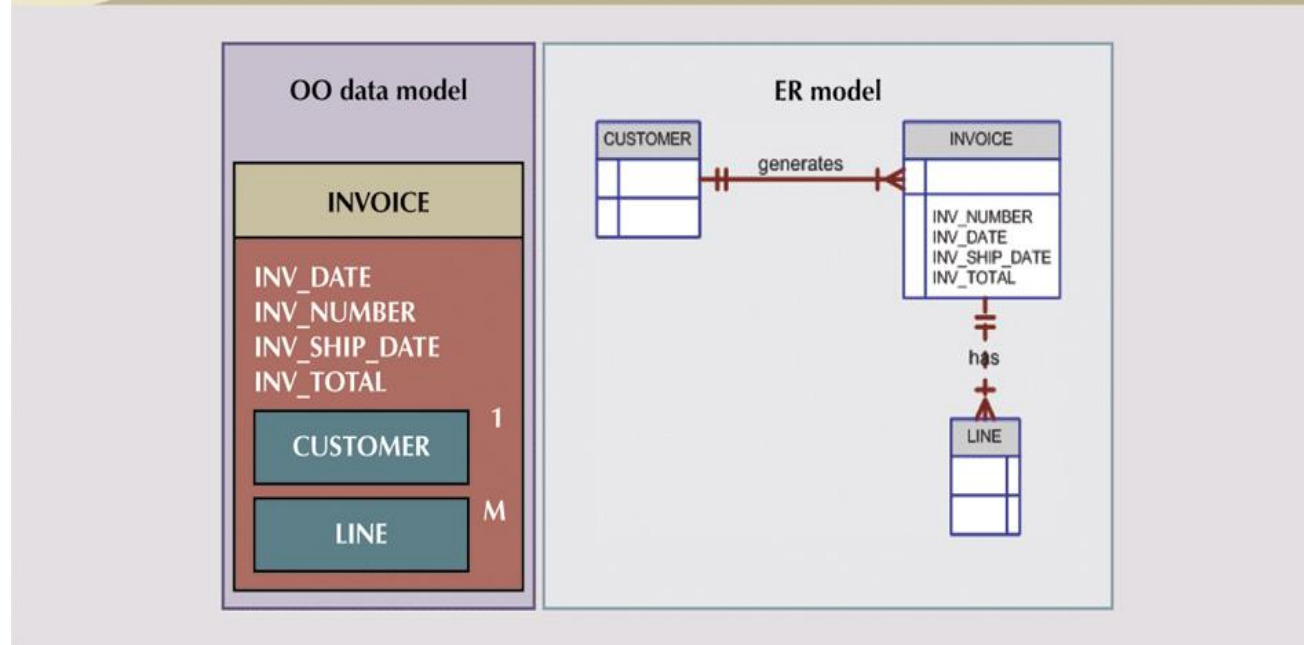 OO data model
INVOICE
INV_DATE
INV_NUMBER
INV_SHIP_DATE
INV_TOTAL
CUSTOMER
1
LINE
M
ER model
CUSTOMER
generates
INVOICE
INV_NUMBER
INV_DATE
INV_SHIP_DATE
INV_TOTAL
has
LINE